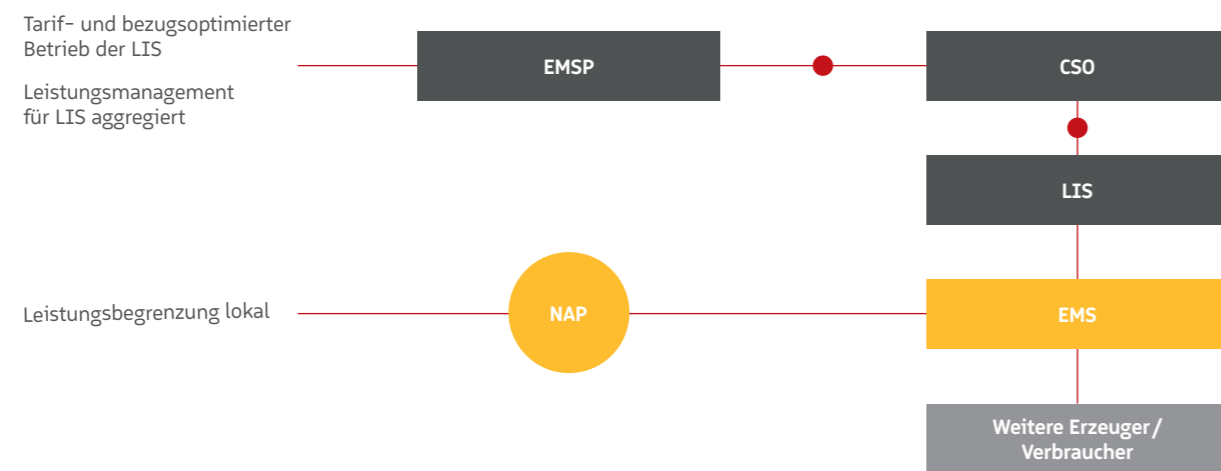 Tarif- und bezugsoptimierter
Betrieb der LIS
Leistungsmanagement
für LIS aggregiert
EMSP
CSO
LIS
Leistungsbegrenzung lokal
NAP
EMS
Weitere Erzeuger/
Verbraucher